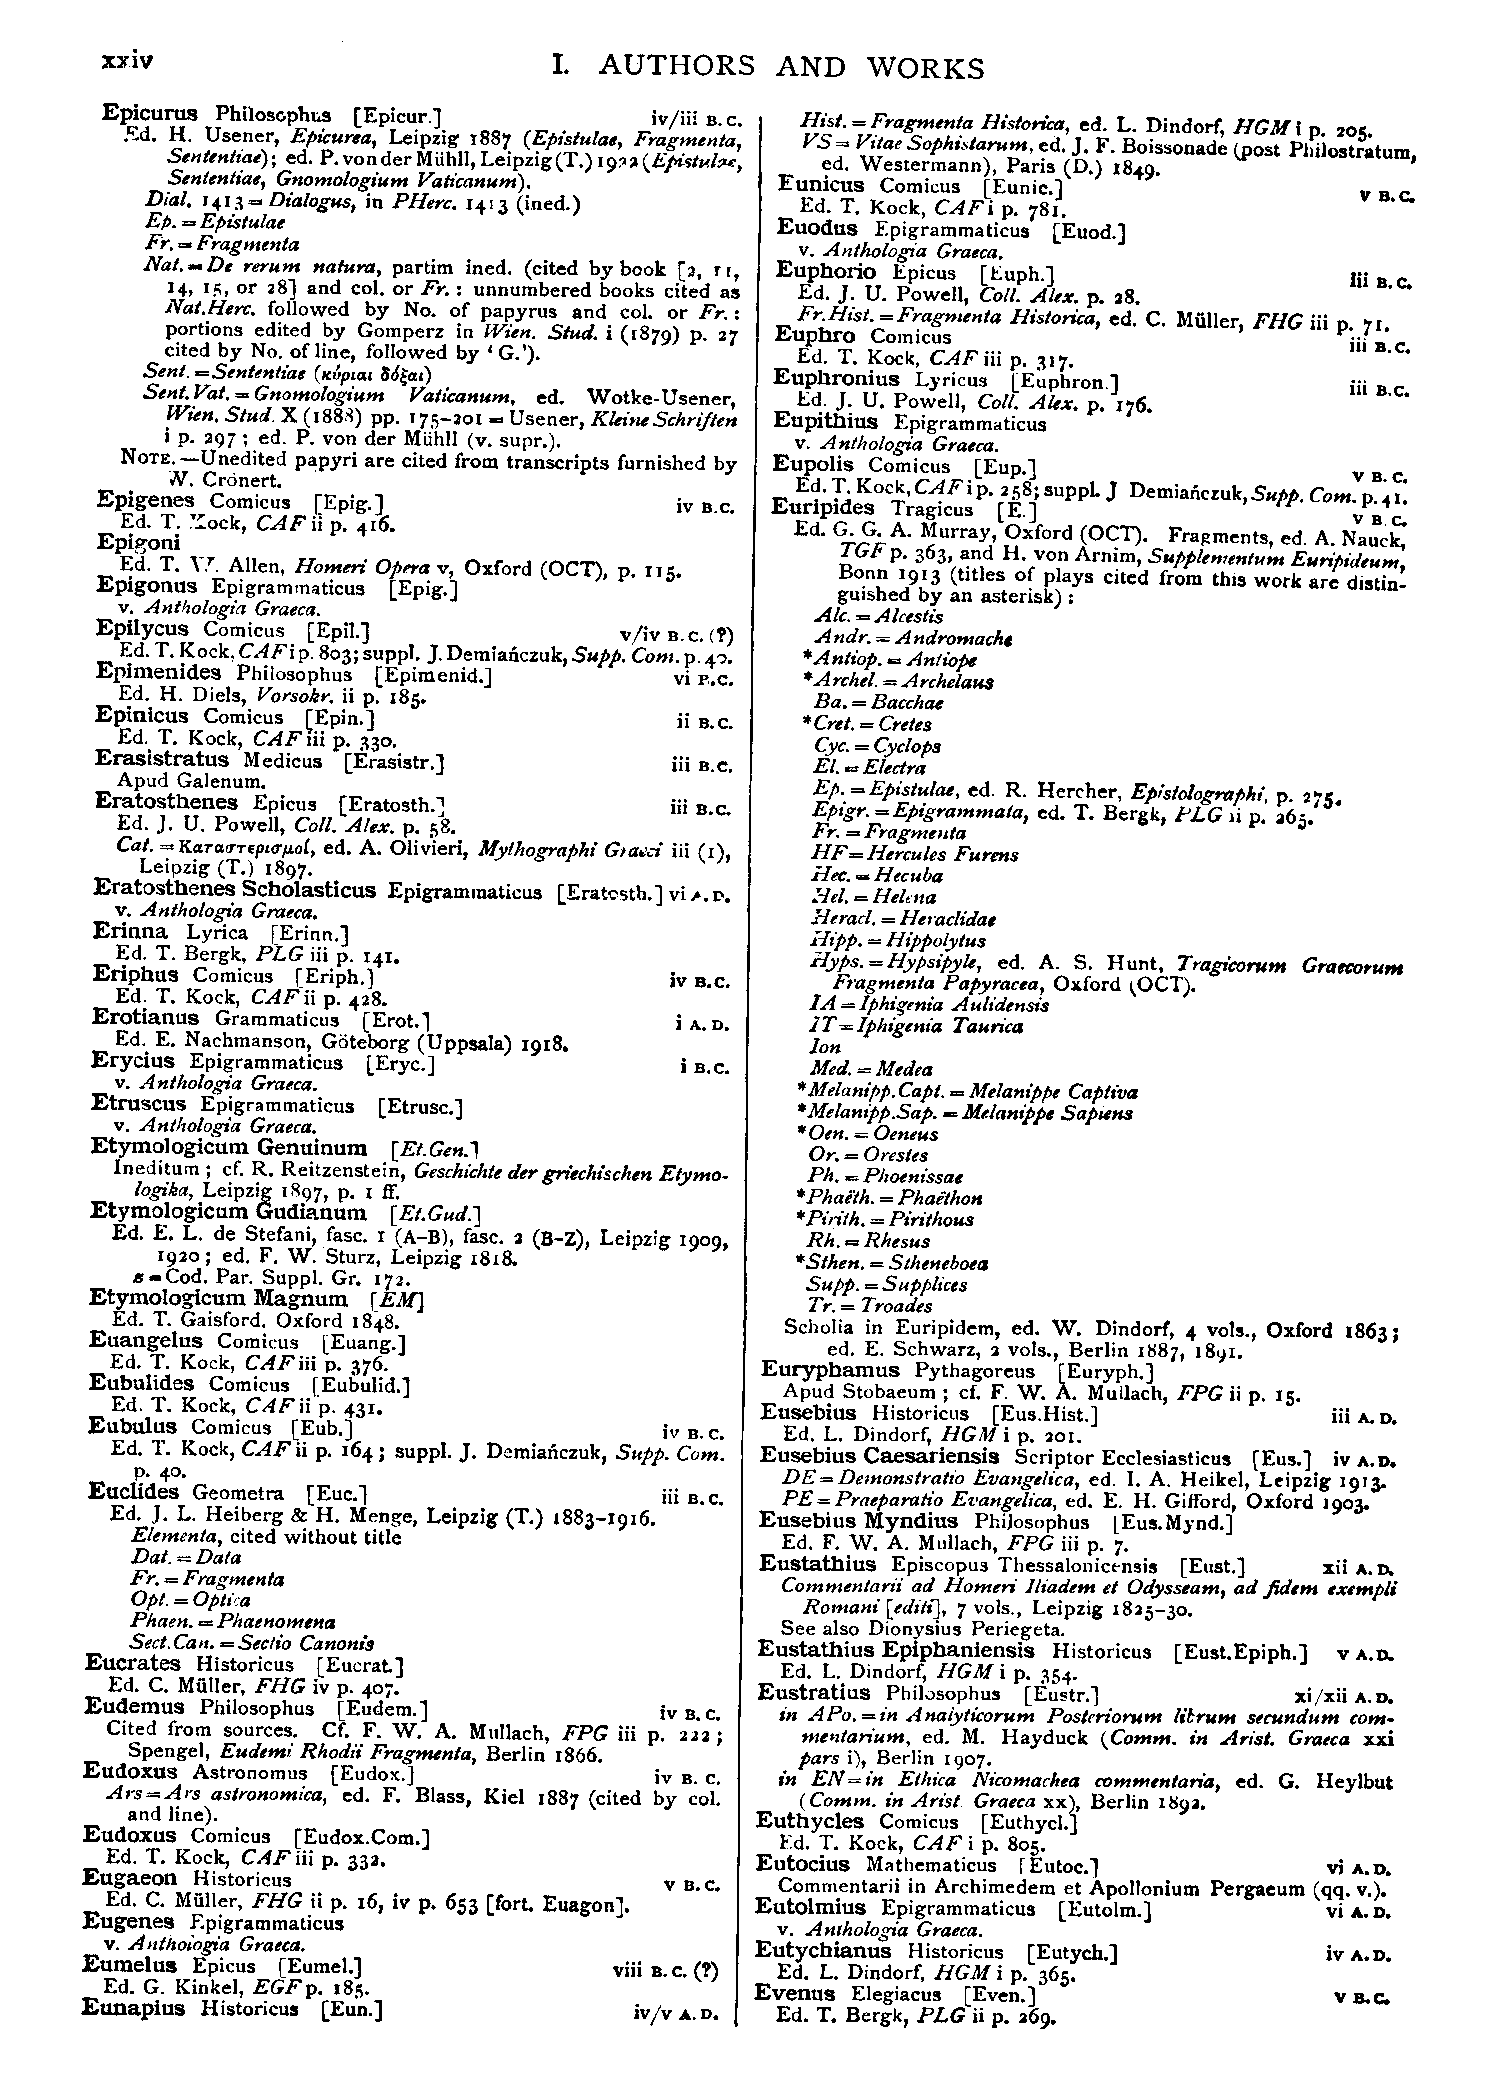 xxiv
I. AUTHORS AND WORKS
Epicurus Philosophus [Epicur.] iv/iii B.C.
Ed. H. Usener, Epicurea, Leipzig 1887 (Epistulae, Fragmenta,
Sententiae); ed. P. von der Mühll, Leipzig (T.) 1922 (Epistulae,
Sententiae, Gnomologium Vaticanum).
Dial. 1413 = Dialogus, in PHerc. 1413 (ined.)
Ep. = Epistulae
Fr. = Fragmenta
Nat. = De rerum natura, partim ined. (cited by book [2, 11,
14, 15, or 28] and col. or Fr.: unnumbered books cited as
Nat.Herc. followed by No. of papyrus and col. or Fr.:
portions edited by Gomperz in Wien. Stud. i (1879) p. 27
cited by No. of line, followed by ‘ G.’).
Sent. = Sententiae (κύριαι δόξαι)
Sent.Vat. = Gnomologium Vaticanum, ed. Wotke-Usener,
Wien. Stud. X (1888) pp. 175-201 = Usener, Kleine Schriften
i p. 297 ; ed. P. von der Mühll (v. supr.).
NOTE.—Unedited papyri are cited from transcripts furnished by
W. Crönert.
Epigenes Comicus [Epig.] iv B.C.
Ed. T. Kock, CAF ii p. 416.
Epigoni
Ed. T. W. Allen, Homeri Opera v, Oxford (OCT), p. 115.
Epigonus Epigrammaticus [Epig.]
v. Anthologia Graeca.
Epilycus Comicus [Epil.] v/iv B.C. (?)
Ed. T. Kock, CAF i p. 803; suppl. J. Demiańczuk, Supp. Com. p. 40.
Epimenides Philosophus [Epimenid.] vi B.C.
Ed. H. Diels, Vorsokr. ii p. 185.
Epinicus Comicus [Epin.] ii B.C.
Ed. T. Kock, CAF iii p. 330.
Erasistratus Medicus [Erasistr.] iii B.C.
Apud Galenum.
Eratosthenes Epicus [Eratosth.] iii B.C.
Ed. J. U. Powell, Coll. Alex. p. 58.
Cat. = Καταστερισμοί, ed. A. Olivieri, Mythographi Graeci iii (1),
Leipzig (T.) 1897.
Eratosthenes Scholasticus Epigrammaticus [Eratosth.] vi A.D.
v. Anthologia Graeca.
Erinna Lyrica [Erinn.]
Ed. T. Bergk, PLG iii p. 141.
Eriphus Comicus [Eriph.] iv B.C.
Ed. T. Kock, CAF ii p. 428.
Erotianus Grammaticus [Erot.] i A.D.
Ed. E. Nachmanson, Göteborg (Uppsala) 1918.
Erycius Epigrammaticus [Eryc.] i B.C.
v. Anthologia Graeca.
Etruscus Epigrammaticus [Etrusc.]
v. Anthologia Graeca.
Etymologicum Genuinum [Et.Gen.]
Ineditum ; cf. R. Reitzenstein, Geschichte der griechischen Etymo-
logika, Leipzig 1897, p. 1 ff.
Etymologicum Gudianum [Et.Gud.]
Ed. E. L. de Stefani, fasc. 1 (A-B), fasc. 2 (B-Z), Leipzig 1909,
1920 ; ed. F. W. Sturz, Leipzig 1818.
s = Cod. Par. Suppl. Gr. 172.
Etymologicum Magnum [EM]
Ed. T. Gaisford, Oxford 1848.
Euangelus Comicus [Euang.]
Ed. T. Kock, CAF iii p. 376.
Eubulides Comicus [Eubulid.]
Ed. T. Kock, CAF ii p. 431.
Eubulus Comicus [Eub.] iv B.C.
Ed. T. Kock, CAF ii p. 164 ; suppl. J. Demiańczuk, Supp. Com.
p. 40.
Euclides Geometra [Euc.] iii B.C.
Ed. J. L. Heiberg & H. Menge, Leipzig (T.) 1883-1916.
Elementa, cited without title
Dat. = Data
Fr. = Fragmenta
Opt. = Optica
Phaen. = Phaenomena
Sect.Can. = Sectio Canonis
Eucrates Historicus [Eucrat.]
Ed. C. Müller, FHG iv p. 407.
Eudemus Philosophus [Eudem.] iv B.C.
Cited from sources. Cf. F. W. A. Mullach, FPG iii p. 222 ;
Spengel, Eudemi Rhodii Fragmenta, Berlin 1866.
Eudoxus Astronomus [Eudox.] iv B.C.
Ars = Ars astronomica, ed. F. Blass, Kiel 1887 (cited by col.
and line).
Eudoxus Comicus [Eudox.Com.]
Ed. T. Kock, CAF iii p. 332.
Eugaeon Historicus v B.C.
Ed. C. Müller, FHG ii p. 16, iv p. 653 [fort. Euagon].
Eugenes Epigrammaticus
v. Anthologia Graeca.
Eumelus Epicus [Eumel.] viii B.C. (?)
Ed. G. Kinkel, EGF p. 185.
Eunapius Historicus [Eun.] iv/v A.D.
Hist. = Fragmenta Historica, ed. L. Dindorf, HGM i p. 205.
VS = Vitae Sophistarum, ed. J. F. Boissonade (post Philostratum,
ed. Westermann), Paris (D.) 1849.
Eunicus Comicus [Eunic.] v B.C.
Ed. T. Kock, CAF i p. 781.
Euodus Epigrammaticus [Euod.]
v. Anthologia Graeca.
Euphorio Epicus [Euph.] iii B.C.
Ed. J. U. Powell, Coll. Alex. p. 28.
Fr.Hist. = Fragmenta Historica, ed. C. Müller, FHG iii p. 71.
Euphro Comicus iii B.C.
Ed. T. Kock, CAF iii p. 317.
Euphronius Lyricus [Euphron.] iii B.C.
Ed. J. U. Powell, Coll. Alex. p. 176.
Eupithius Epigrammaticus
v. Anthologia Graeca.
Eupolis Comicus [Eup.] v B.C.
Ed. T. Kock, CAF i p. 258; suppl. J Demiańczuk, Supp. Com. p. 41.
Euripides Tragicus [E.] v B.C.
Ed. G. G. A. Murray, Oxford (OCT). Fragments, ed. A. Nauck,
TGF p. 363, and H. von Arnim, Supplementum Euripideum,
Bonn 1913 (titles of plays cited from this work are distin-
guished by an asterisk) :
Alc. = Alcestis
Andr. = Andromache
*Antiop. = Antiope
*Archel. = Archelaus
Ba. = Bacchae
*Cret. = Cretes
Cyc. = Cyclops
El. = Electra
Ep. = Epistulae, ed. R. Hercher, Epistolographi, p. 275.
Epigr. = Epigrammata, ed. T. Bergk, PLG ii p. 265.
Fr. = Fragmenta
HF = Hercules Furens
Hec. = Hecuba
Hel. = Helena
Heracl. = Heraclidae
Hipp. = Hippolytus
Hyps. = Hypsipyle, ed. A. S. Hunt, Tragicorum Graecorum
Fragmenta Papyracea, Oxford (OCT).
IA = Iphigenia Aulidensis
IT = Iphigenia Taurica
Ion
Med. = Medea
*Melanipp.Capt. = Melanippe Captiva
*Melanipp.Sap. = Melanippe Sapiens
*Oen. = Oeneus
Or. = Orestes
Ph. = Phoenissae
*Phaëth. = Phaëthon
*Pirith. = Pirithous
Rh. = Rhesus
*Sthen. = Stheneboea
Supp. = Supplices
Tr. = Troades
Scholia in Euripidem, ed. W. Dindorf, 4 vols., Oxford 1863 ;
ed. E. Schwarz, 2 vols., Berlin 1887, 1891.
Euryphamus Pythagoreus [Euryph.]
Apud Stobaeum ; cf. F. W. A. Mullach, FPG ii p. 15.
Eusebius Historicus [Eus.Hist.] iii A.D.
Ed. L. Dindorf, HGM i p. 201.
Eusebius Caesariensis Scriptor Ecclesiasticus [Eus.] iv A.D.
DE = Demonstratio Evangelica, ed. I. A. Heikel, Leipzig 1913.
PE = Praeparatio Evangelica, ed. E. H. Gifford, Oxford 1903.
Eusebius Myndius Philosophus [Eus.Mynd.]
Ed. F. W. A. Mullach, FPG iii p. 7.
Eustathius Episcopus Thessalonicensis [Eust.] xii A.D.
Commentarii ad Homeri Iliadem et Odysseam, ad fidem exempli
Romani [editi], 7 vols., Leipzig 1825-30.
See also Dionysius Periegeta.
Eustathius Epiphaniensis Historicus [Eust.Epiph.] v A.D.
Ed. L. Dindorf, HGM i p. 354.
Eustratius Philosophus [Eustr.] xi/xii A.D.
in APo. = in Analyticorum Posteriorum librum secundum com-
mentarium, ed. M. Hayduck (Comm. in Arist. Graeca xxi
pars i), Berlin 1907.
in EN = in Ethica Nicomachea commentaria, ed. G. Heylbut
(Comm. in Arist Graeca xx), Berlin 1892.
Euthycles Comicus [Euthycl.]
Ed. T. Kock, CAF i p. 805.
Eutocius Mathematicus [Eutoc.] vi A.D.
Commentarii in Archimedem et Apollonium Pergaeum (qq. v.).
Eutolmius Epigrammaticus [Eutolm.] vi A.D.
v. Anthologia Graeca.
Eutychianus Historicus [Eutych.] iv A.D.
Ed. L. Dindorf, HGM i p. 365.
Evenus Elegiacus [Even.] v B.C.
Ed. T. Bergk, PLG ii p. 269.